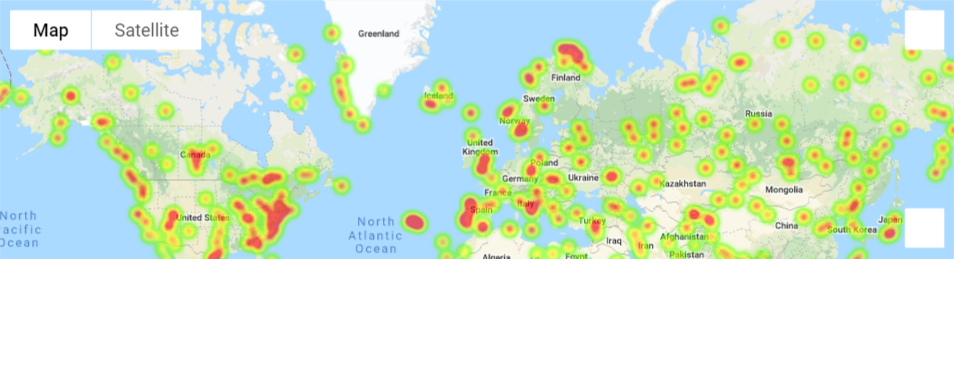 Map
Satellite
Greenland
Iceland
Finland
Sweden
Norway
Russia
United
Kingdom
Canada
Poland
Germany
Ukraine
Kazakhstan
Mongolia
France
United States
Spain
Italy
Turkey
North
Atlantic
Ocean
North
acific
Ocean
China
South Korea
Japan
Afghanistan
Iraq
Iran
Pakistan
Algeria
Egypt